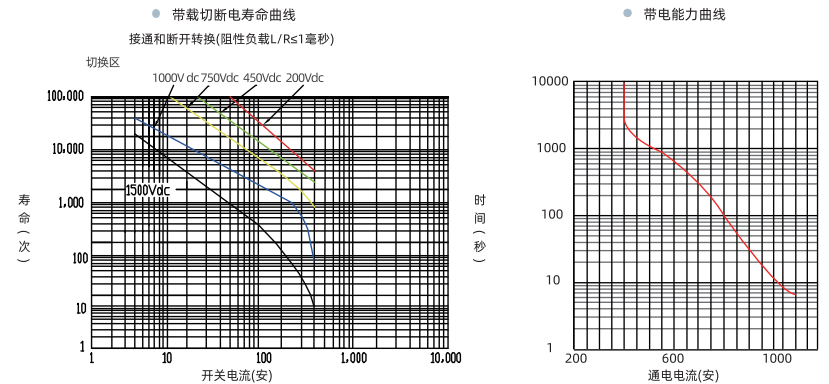 带载切断电寿命曲线
接通和断开转换(阻性负载L/R≤1毫秒)
切换区
1000V dc 750Vdc 450Vdc 200Vdc
100,000
10,000
1,000
100
10
1
1500Vdc
寿命(次)
1 10 100 1,000 10,000
开关电流(安)
带电能力曲线
10000
1000
100
10
1
时间(秒)
200 600 1000
通电电流(安)